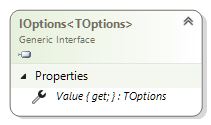 IOptions<TOptions>
Generic Interface
Properties
Value { get; } : TOptions